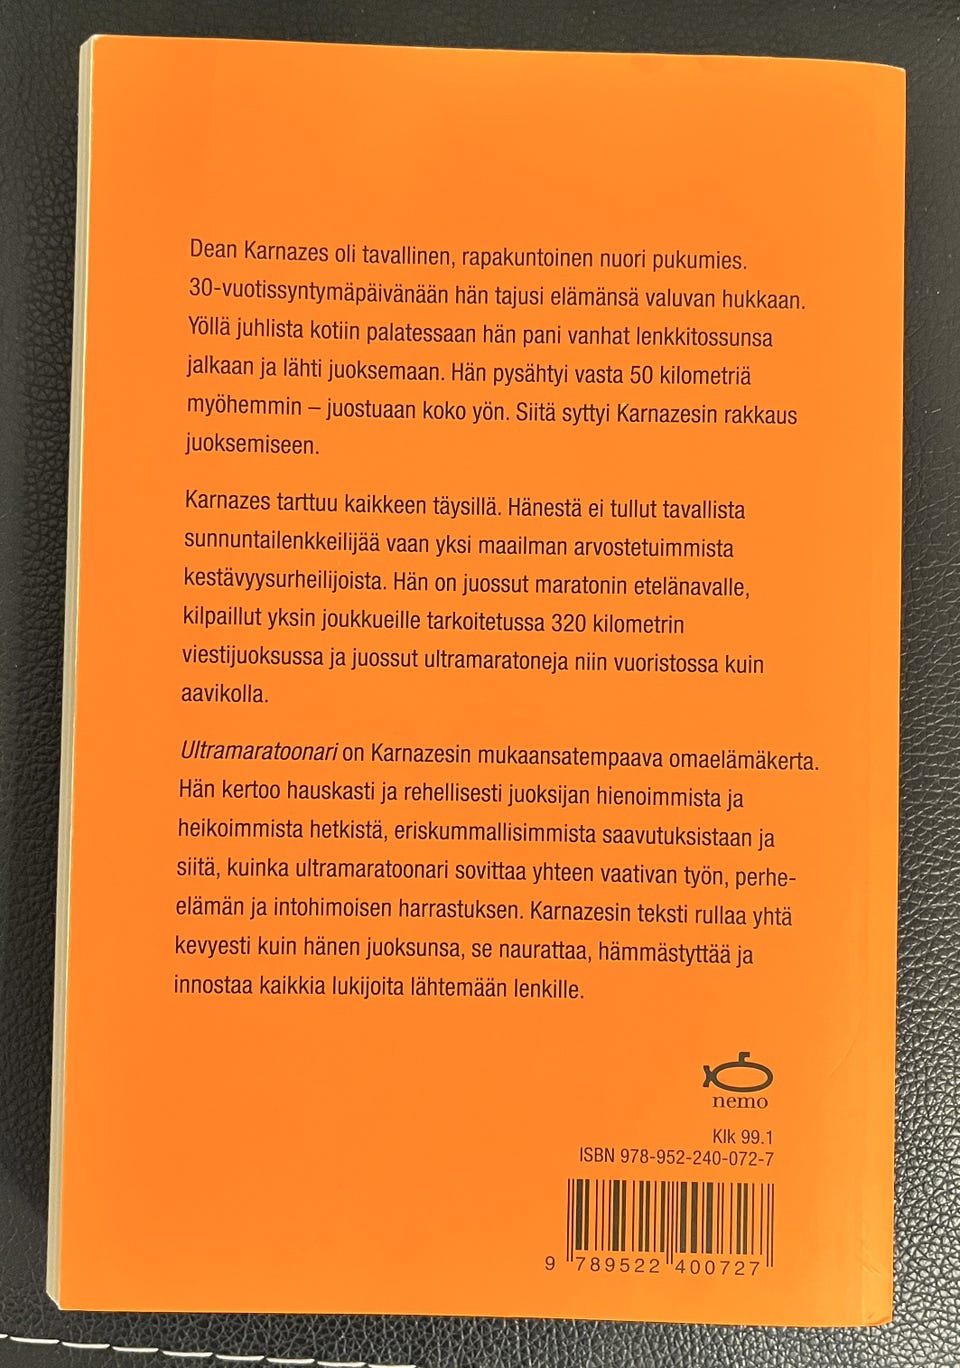 Dean Karnazes oli tavallinen, rapakuntoinen nuori pukumies.
30-vuotissyntymäpäivänään hän tajusi elämänsä valuvan hukkaan.
Yöllä juhlista kotiin palatessaan hän pani vanhat lenkkitossunsa
jalkaan ja lähti juoksemaan. Hän pysähtyi vasta 50 kilometriä
myöhemmin – juostuaan koko yön. Siitä syttyi Karnazesin rakkaus
juoksemiseen.
Karnazes tarttuu kaikkeen täysillä. Hänestä ei tullut tavallista
sunnuntailenkkeilijää vaan yksi maailman arvostetuimmista
kestävyysurheilijoista. Hän on juossut maratonin etelänavalle,
kilpaillut yksin joukkueille tarkoitetussa 320 kilometrin
viestijuoksussa ja juossut ultramaratoneja niin vuoristossa kuin
aavikolla.
Ultramaratoonari on Karnazesin mukaansatempaava omaelämäkerta.
Hän kertoo hauskasti ja rehellisesti juoksijan hienoimmista ja
heikoimmista hetkistä, eriskummallisimmista saavutuksistaan ja
siitä, kuinka ultramaratoonari sovittaa yhteen vaativan työn, perhe-
elämän ja intohimoisen harrastuksen. Karnazesin teksti rullaa yhtä
kevyesti kuin hänen juoksunsa, se naurattaa, hämmästyttää ja
innostaa kaikkia lukijoita lähtemään lenkille.
nemo
Klk 99.1
ISBN 978-952-240-072-7
9 789522 400727